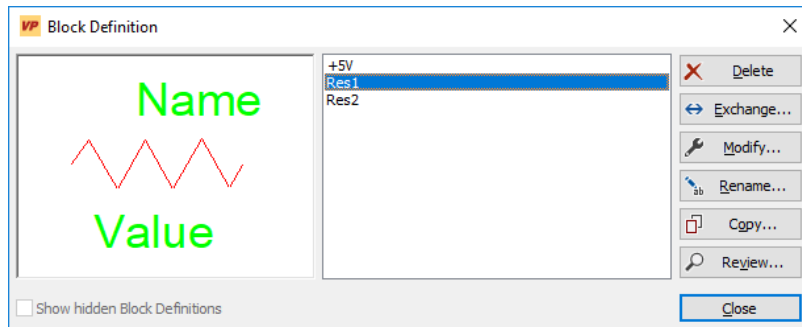 VP Block Definition
Name
Value
+5V
Res1
Res2
Delete
Exchange...
Modify...
ab Rename...
Copy...
Review...
Show hidden Block Definitions
Close